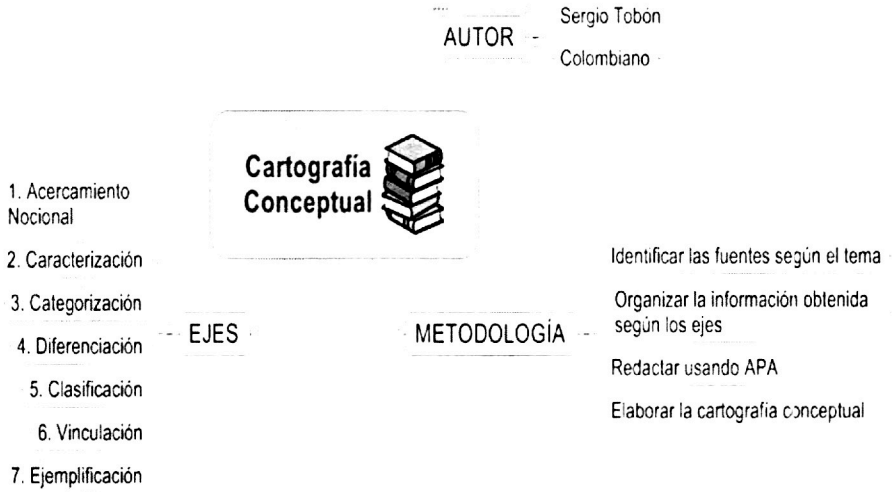 AUTOR
Sergio Tobón
Colombiano
Cartografía
Conceptual
1. Acercamiento
Nocional
2. Caracterización
3. Categorización
4. Diferenciación
5. Clasificación
6. Vinculación
7. Ejemplificación
EJES
METODOLOGÍA
Identificar las fuentes según el tema
Organizar la información obtenida
según los ejes
Redactar usando APA
Elaborar la cartografía conceptual